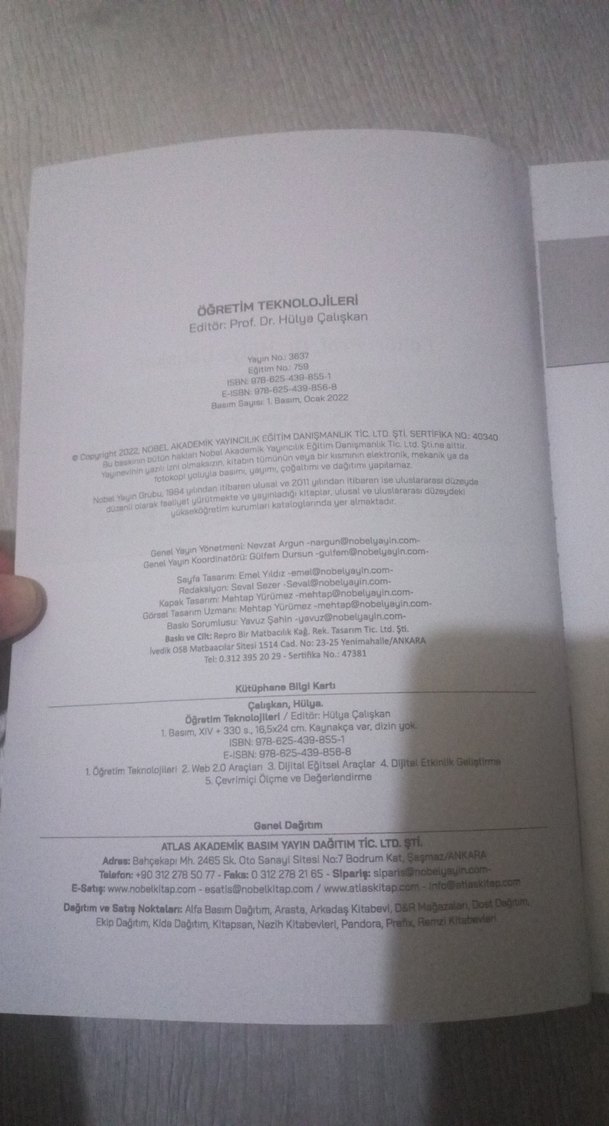 ÖĞRETİM TEKNOLOJİLERİ
Editör: Prof. Dr. Hülya Çalışkan
Yayın No.: 3637
Eğitim No.: 759
ISBN: 978-625-439-855-1
E-ISBN: 978-625-439-856-8
Basım Sayısı: 1. Basım, Ocak 2022
© Copyright 2022, NOBEL AKADEMİK YAYINCILIK EĞİTİM DANIŞMANLIK TİC. LTD. ŞTİ. SERTİFİKA NO.: 40340
Bu baskının bütün hakları Nobel Akademik Yayıncılık Eğitim Danışmanlık Tic. Ltd. Şti.ne aittir.
Yayınevinin yazılı izni olmaksızın, kitabın tümünün veya bir kısmının elektronik, mekanik ya da
fotokopi yoluyla basımı, yayımı, çoğaltımı ve dağıtımı yapılamaz.
Nobel Yayın Grubu, 1984 yılından itibaren ulusal ve 2011 yılından itibaren ise uluslararası düzeyde
düzenli olarak faaliyet yürütmekte ve yayınladığı kitaplar, ulusal ve uluslararası düzeydeki
yükseköğretim kurumları kataloglarında yer almaktadır.
Genel Yayın Yönetmeni: Nevzat Argun -nargun@nobelyayin.com-
Genel Yayın Koordinatörü: Gülfem Dursun -gulfem@nobelyayin.com-
Sayfa Tasarım: Emel Yıldız -emel@nobelyayin.com-
Redaksiyon: Seval Sezer -Seval@nobelyayin.com-
Kapak Tasarım: Mehtap Yürümez -mehtap@nobelyayin.com-
Görsel Tasarım Uzmanı: Mehtap Yürümez -mehtap@nobelyayin.com-
Baskı Sorumlusu: Yavuz Şahin -yavuz@nobelyayin.com-
Baskı ve Cilt: Repro Bir Matbacılık Kağ. Rek. Tasarım Tic. Ltd. Şti.
İvedik OSB Matbaacılar Sitesi 1514 Cad. No: 23-25 Yenimahalle/ANKARA
Tel: 0.312 395 20 29 - Sertifika No.: 47381
Kütüphane Bilgi Kartı
Çalışkan, Hülya.
Öğretim Teknolojileri / Editör: Hülya Çalışkan
1. Basım, XIV + 330 s., 16,5x24 cm. Kaynakça var, dizin yok.
ISBN: 978-625-439-855-1
E-ISBN: 978-625-439-856-8
1. Öğretim Teknolojileri 2. Web 2.0 Araçları 3. Dijital Eğitsel Araçlar 4. Dijital Etkinlik Geliştirme
5. Çevrimiçi Ölçme ve Değerlendirme
Genel Dağıtım
ATLAS AKADEMİK BASIM YAYIN DAĞITIM TİC. LTD. ŞTİ.
Adres: Bahçekapı Mh. 2465 Sk. Oto Sanayi Sitesi No:7 Bodrum Kat, Şaşmaz/ANKARA
Telefon: +90 312 278 50 77 - Faks: 0 312 278 21 65 - Sipariş: siparis@nobelyayin.com-
E-Satış: www.nobelkitap.com - esatis@nobelkitap.com / www.atlaskitap.com - info@atlaskitap.com
Dağıtım ve Satış Noktaları: Alfa Basım Dağıtım, Arasta, Arkadaş Kitabevi, D&R Mağazaları, Dost Dağıtım,
Ekip Dağıtım, Kida Dağıtım, Kitapsan, Nezih Kitabevleri, Pandora, Prefix, Remzi Kitabevleri